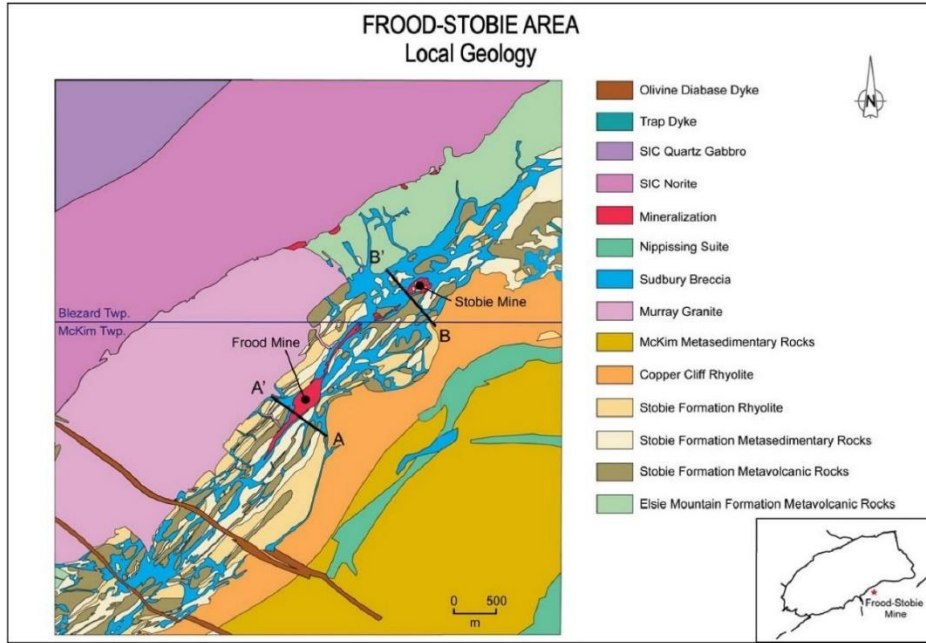 FROOD-STOBIE AREA
Local Geology
N
Olivine Diabase Dyke
Trap Dyke
SIC Quartz Gabbro
SIC Norite
Mineralization
Nippissing Suite
Sudbury Breccia
Murray Granite
McKim Metasedimentary Rocks
Copper Cliff Rhyolite
Stobie Formation Rhyolite
Stobie Formation Metasedimentary Rocks
Stobie Formation Metavolcanic Rocks
Elsie Mountain Formation Metavolcanic Rocks
B'
Stobie Mine
Blezard Twp.
McKim Twp.
B
Frood Mine
A'
A
0 500
m
Frood-Stobie
Mine